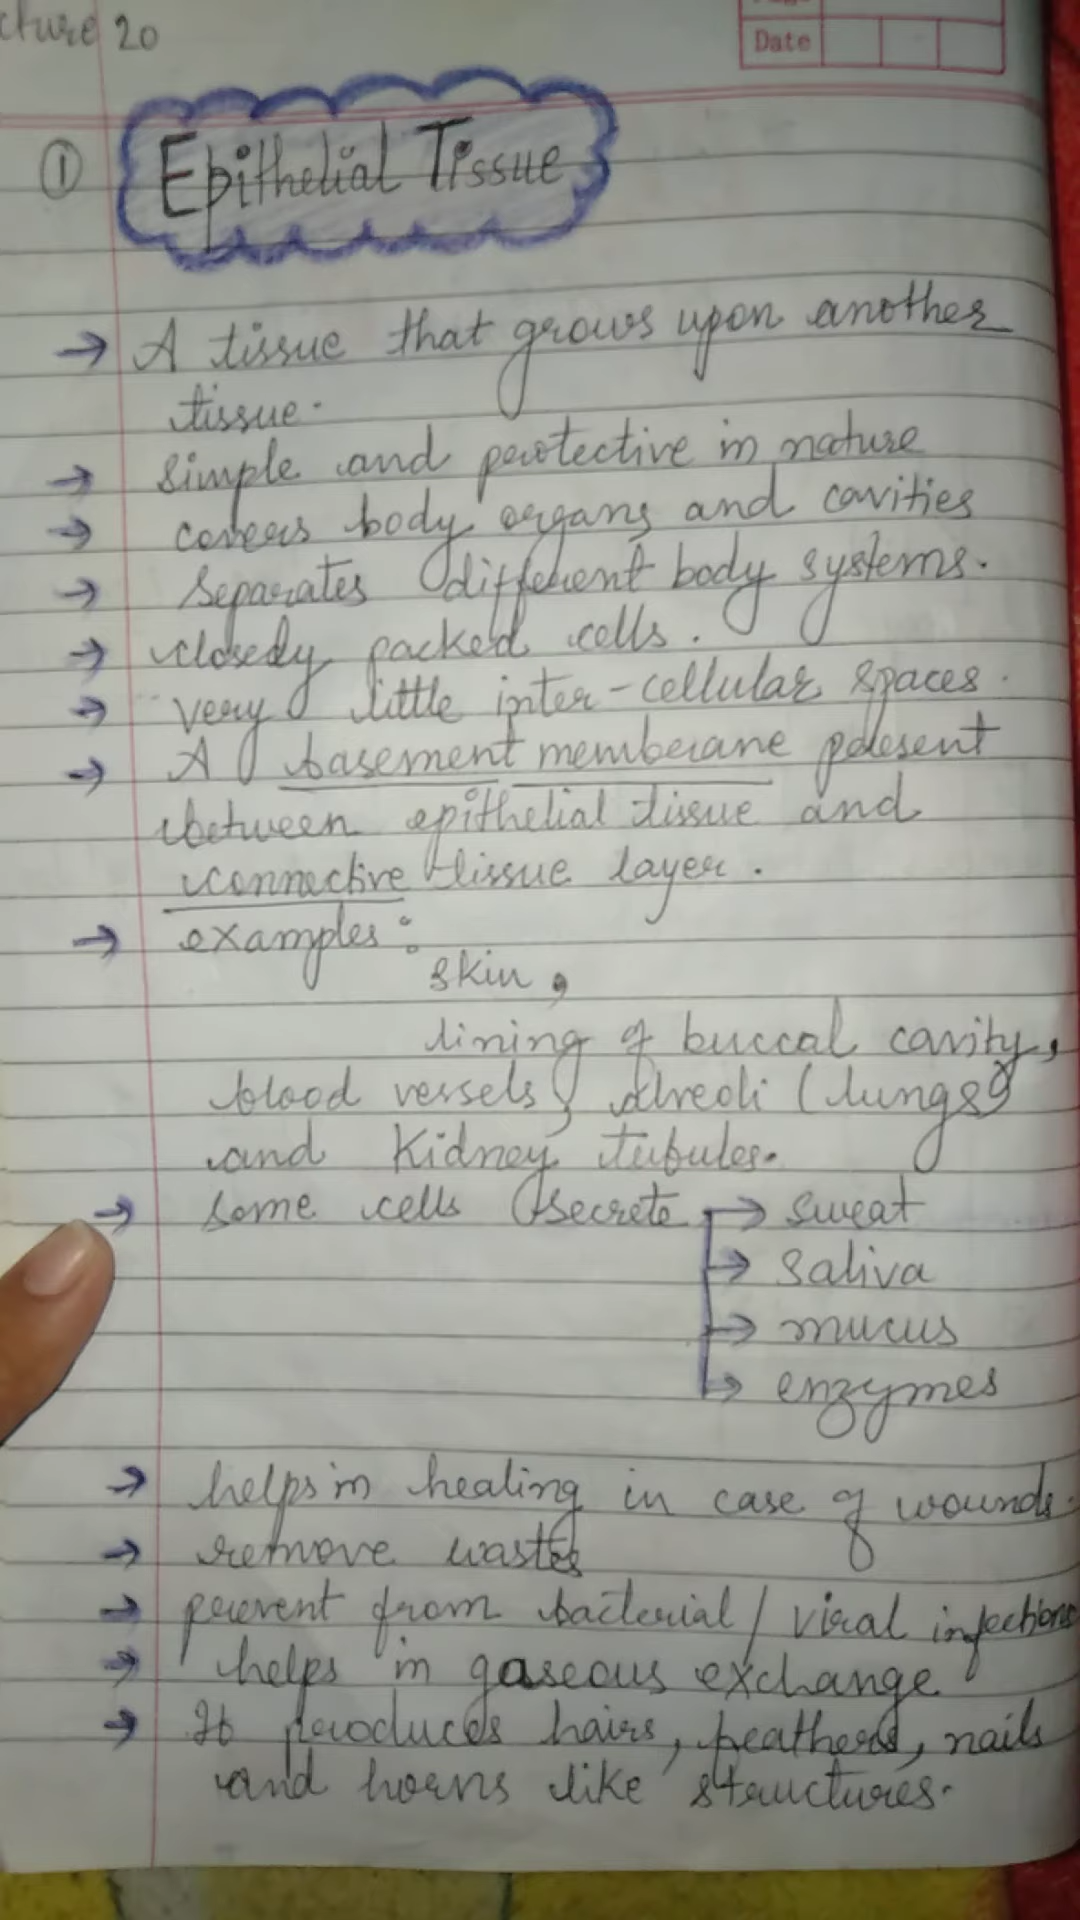 cture 20
Date
① Epithelial Tissue
→ A tissue that grows upon another
tissue.
→ simple and protective in nature
→ covers body organs and cavities
→ separates different body systems.
→ closely packed cells.
→ very little inter-cellular spaces.
→ A basement membrane present
between epithelial tissue and
connective tissue layer.
→ examples:
skin,
lining of buccal cavity,
blood vessels, alveoli (lungs)
and Kidney tubules.
→ some cells secrete → sweat
→ saliva
→ mucus
→ enzymes
→ helps in healing in case of wounds.
→ remove wastes
→ prevent from bacterial / viral infections
→ helps in gaseous exchange
→ It produces hairs, feathers, nails
and horns like structures.